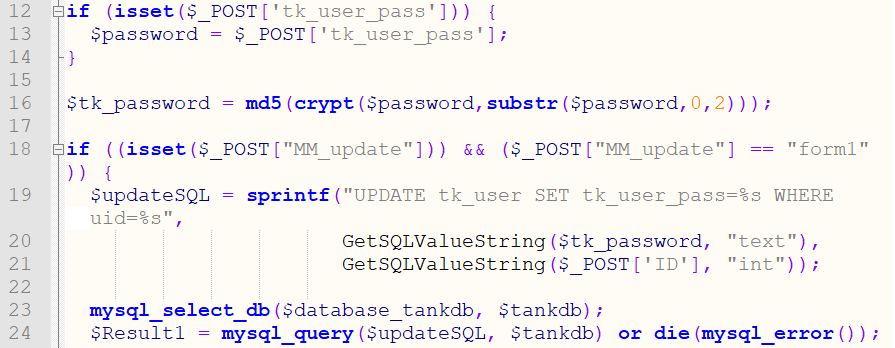 12 if (isset($_POST['tk_user_pass'])) {
13 $password = $_POST['tk_user_pass'];
14 }
15
16 $tk_password = md5(crypt($password,substr($password,0,2)));
17
18 if ((isset($_POST["MM_update"])) && ($_POST["MM_update"] == "form1"
)) {
19 $updateSQL = sprintf("UPDATE tk_user SET tk_user_pass=%s WHERE
uid=%s",
20 GetSQLValueString($tk_password, "text"),
21 GetSQLValueString($_POST['ID'], "int"));
22
23 mysql_select_db($database_tankdb, $tankdb);
24 $Result1 = mysql_query($updateSQL, $tankdb) or die(mysql_error());